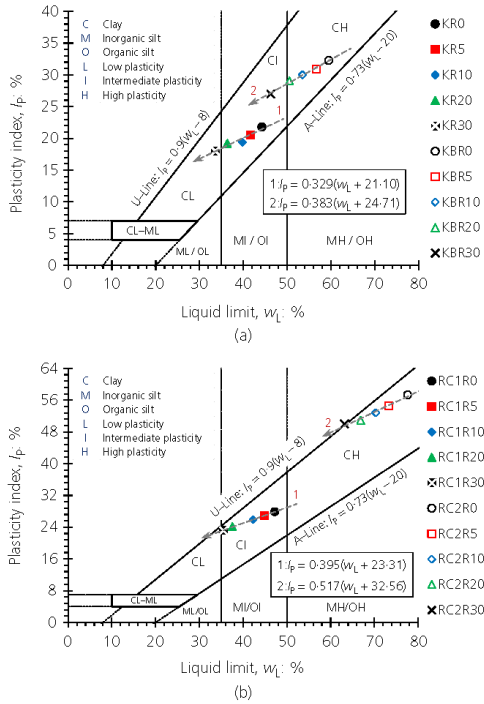 40
35
30
25
20
15
10
5
0
Plasticity index, Iₚ: %
C Clay
M Inorganic silt
O Organic silt
L Low plasticity
I Intermediate plasticity
H High plasticity
CH
CI
2
1
U–Line: Iₚ = 0·9(wL – 8)
A–Line: Iₚ = 0·73(wL – 20)
CL
1:Iₚ = 0·329(wL + 21·10)
2:Iₚ = 0·383(wL + 24·71)
CL–ML
ML / OL
MI / OI
MH / OH
0 10 20 30 40 50 60 70 80
Liquid limit, wL: %
(a)
KR0
KR5
KR10
KR20
KR30
KBR0
KBR5
KBR10
KBR20
KBR30
64
56
48
40
32
24
16
8
0
Plasticity index, Iₚ: %
C Clay
M Inorganic silt
O Organic silt
L Low plasticity
I Intermediate plasticity
H High plasticity
2
CH
U–Line: Iₚ = 0·9(wL – 8)
1
A–Line: Iₚ = 0·73(wL – 20)
CI
CL
1:Iₚ = 0·395(wL + 23·31)
2:Iₚ = 0·517(wL + 32·56)
CL–ML
ML/OL
MI/OI
MH/OH
0 10 20 30 40 50 60 70 80
Liquid limit, wL: %
(b)
RC1R0
RC1R5
RC1R10
RC1R20
RC1R30
RC2R0
RC2R5
RC2R10
RC2R20
RC2R30